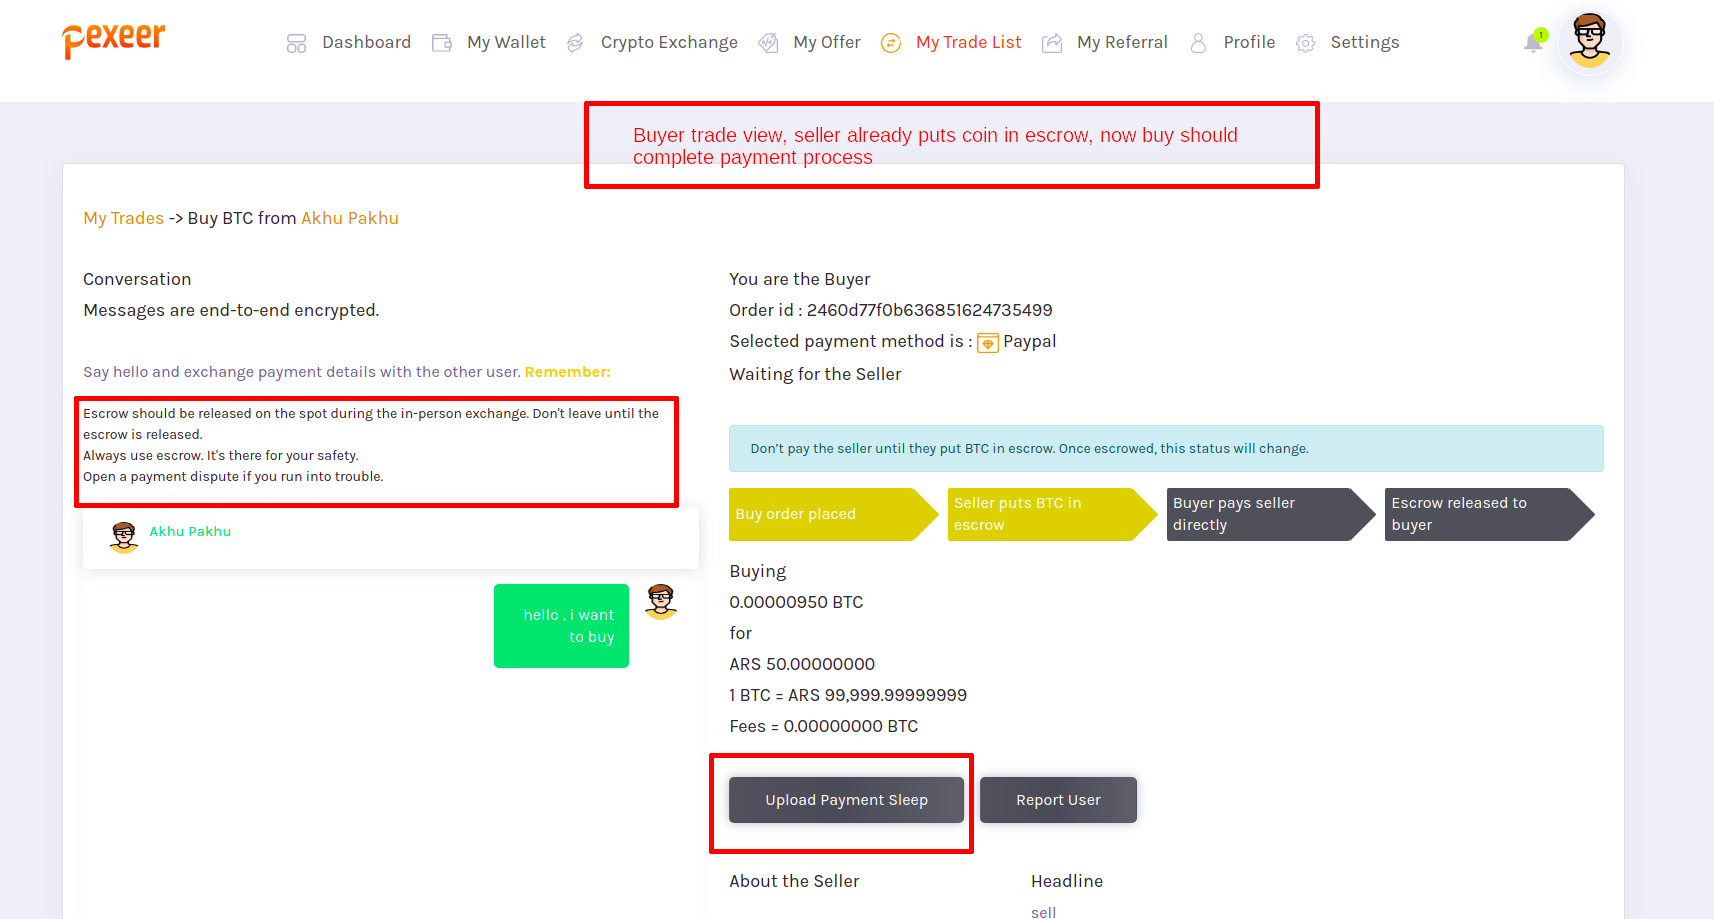 pexeer
Dashboard
My Wallet
Crypto Exchange
My Offer
My Trade List
My Referral
Profile
Settings
1
Buyer trade view, seller already puts coin in escrow, now buy should
complete payment process
My Trades -> Buy BTC from Akhu Pakhu
Conversation
Messages are end-to-end encrypted.
Say hello and exchange payment details with the other user. Remember:
Escrow should be released on the spot during the in-person exchange. Don't leave until the
escrow is released.
Always use escrow. It's there for your safety.
Open a payment dispute if you run into trouble.
Akhu Pakhu
hello , i want
to buy
You are the Buyer
Order id : 2460d77f0b636851624735499
Selected payment method is : Paypal
Waiting for the Seller
Don’t pay the seller until they put BTC in escrow. Once escrowed, this status will change.
Buy order placed
Seller puts BTC in
escrow
Buyer pays seller
directly
Escrow released to
buyer
Buying
0.00000950 BTC
for
ARS 50.00000000
1 BTC = ARS 99,999.99999999
Fees = 0.00000000 BTC
Upload Payment Sleep
Report User
About the Seller
Headline
sell